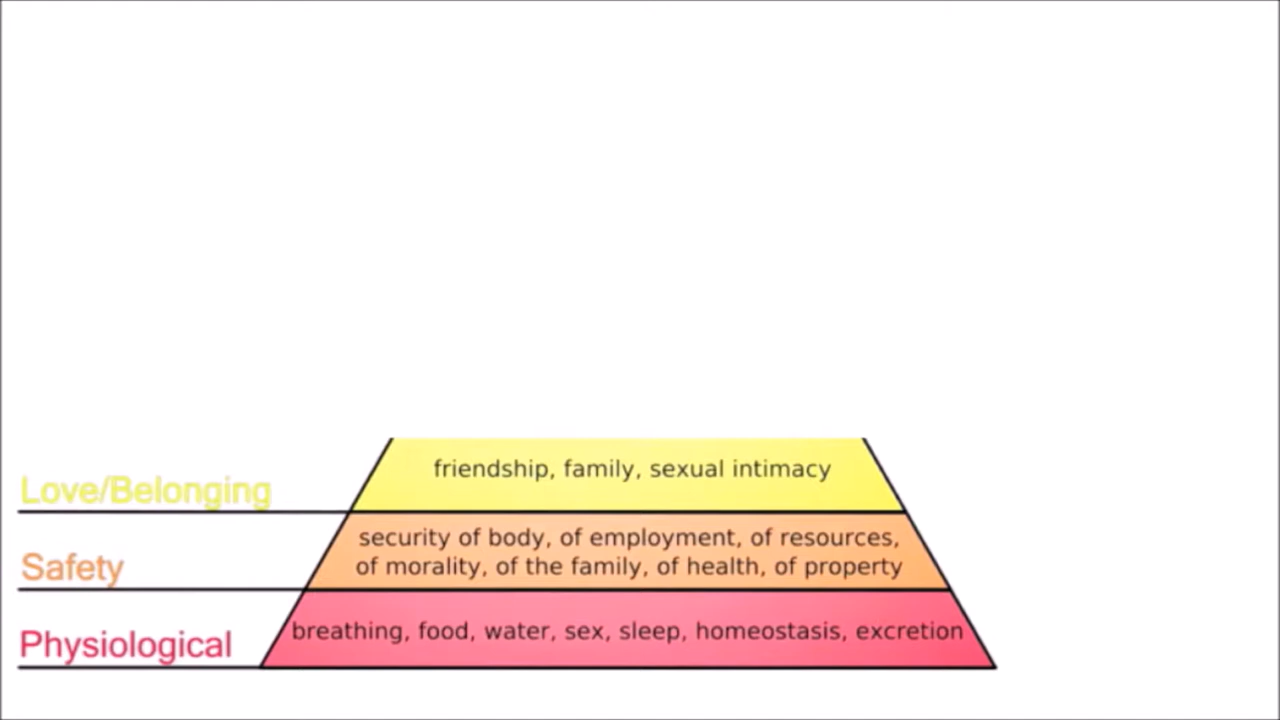 Love/Belonging
friendship, family, sexual intimacy
Safety
security of body, of employment, of resources,
of morality, of the family, of health, of property
Physiological
breathing, food, water, sex, sleep, homeostasis, excretion